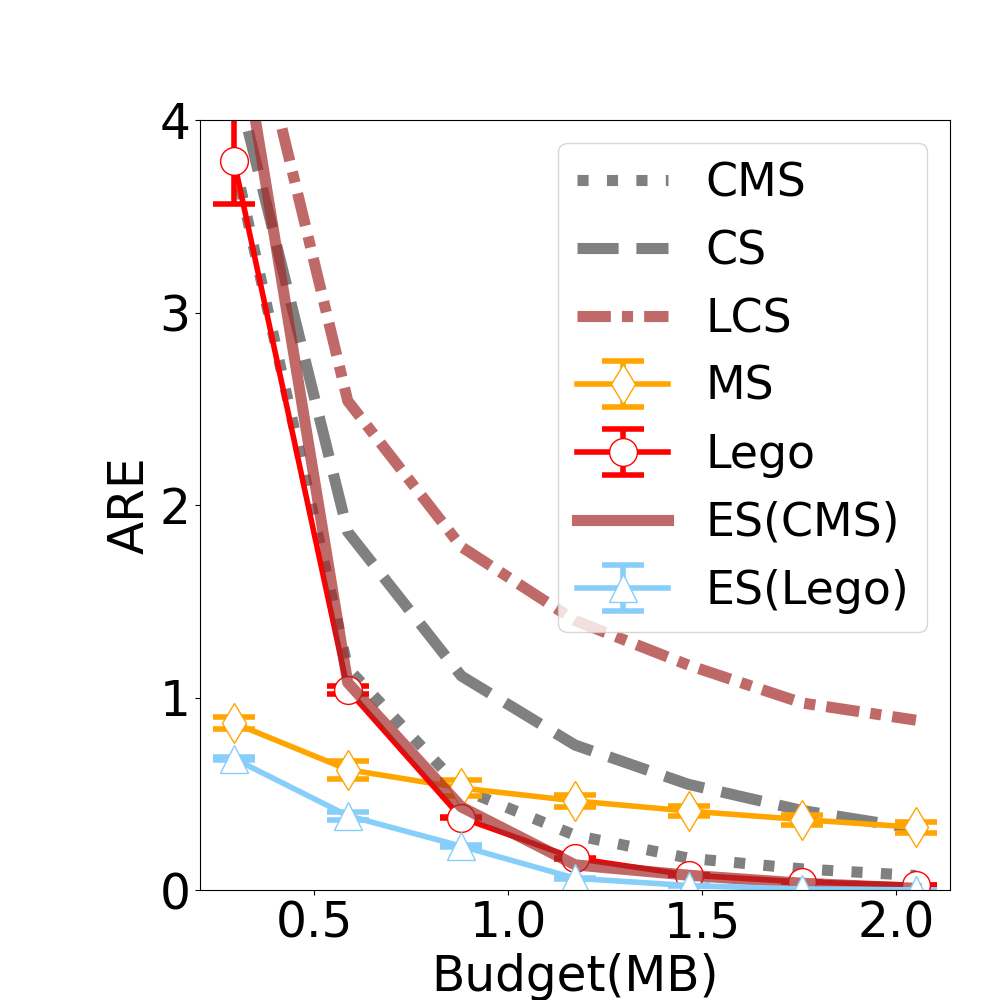 4
3
2
1
0
ARE
0.5
1.0
1.5
2.0
Budget(MB)
CMS
CS
LCS
MS
Lego
ES(CMS)
ES(Lego)